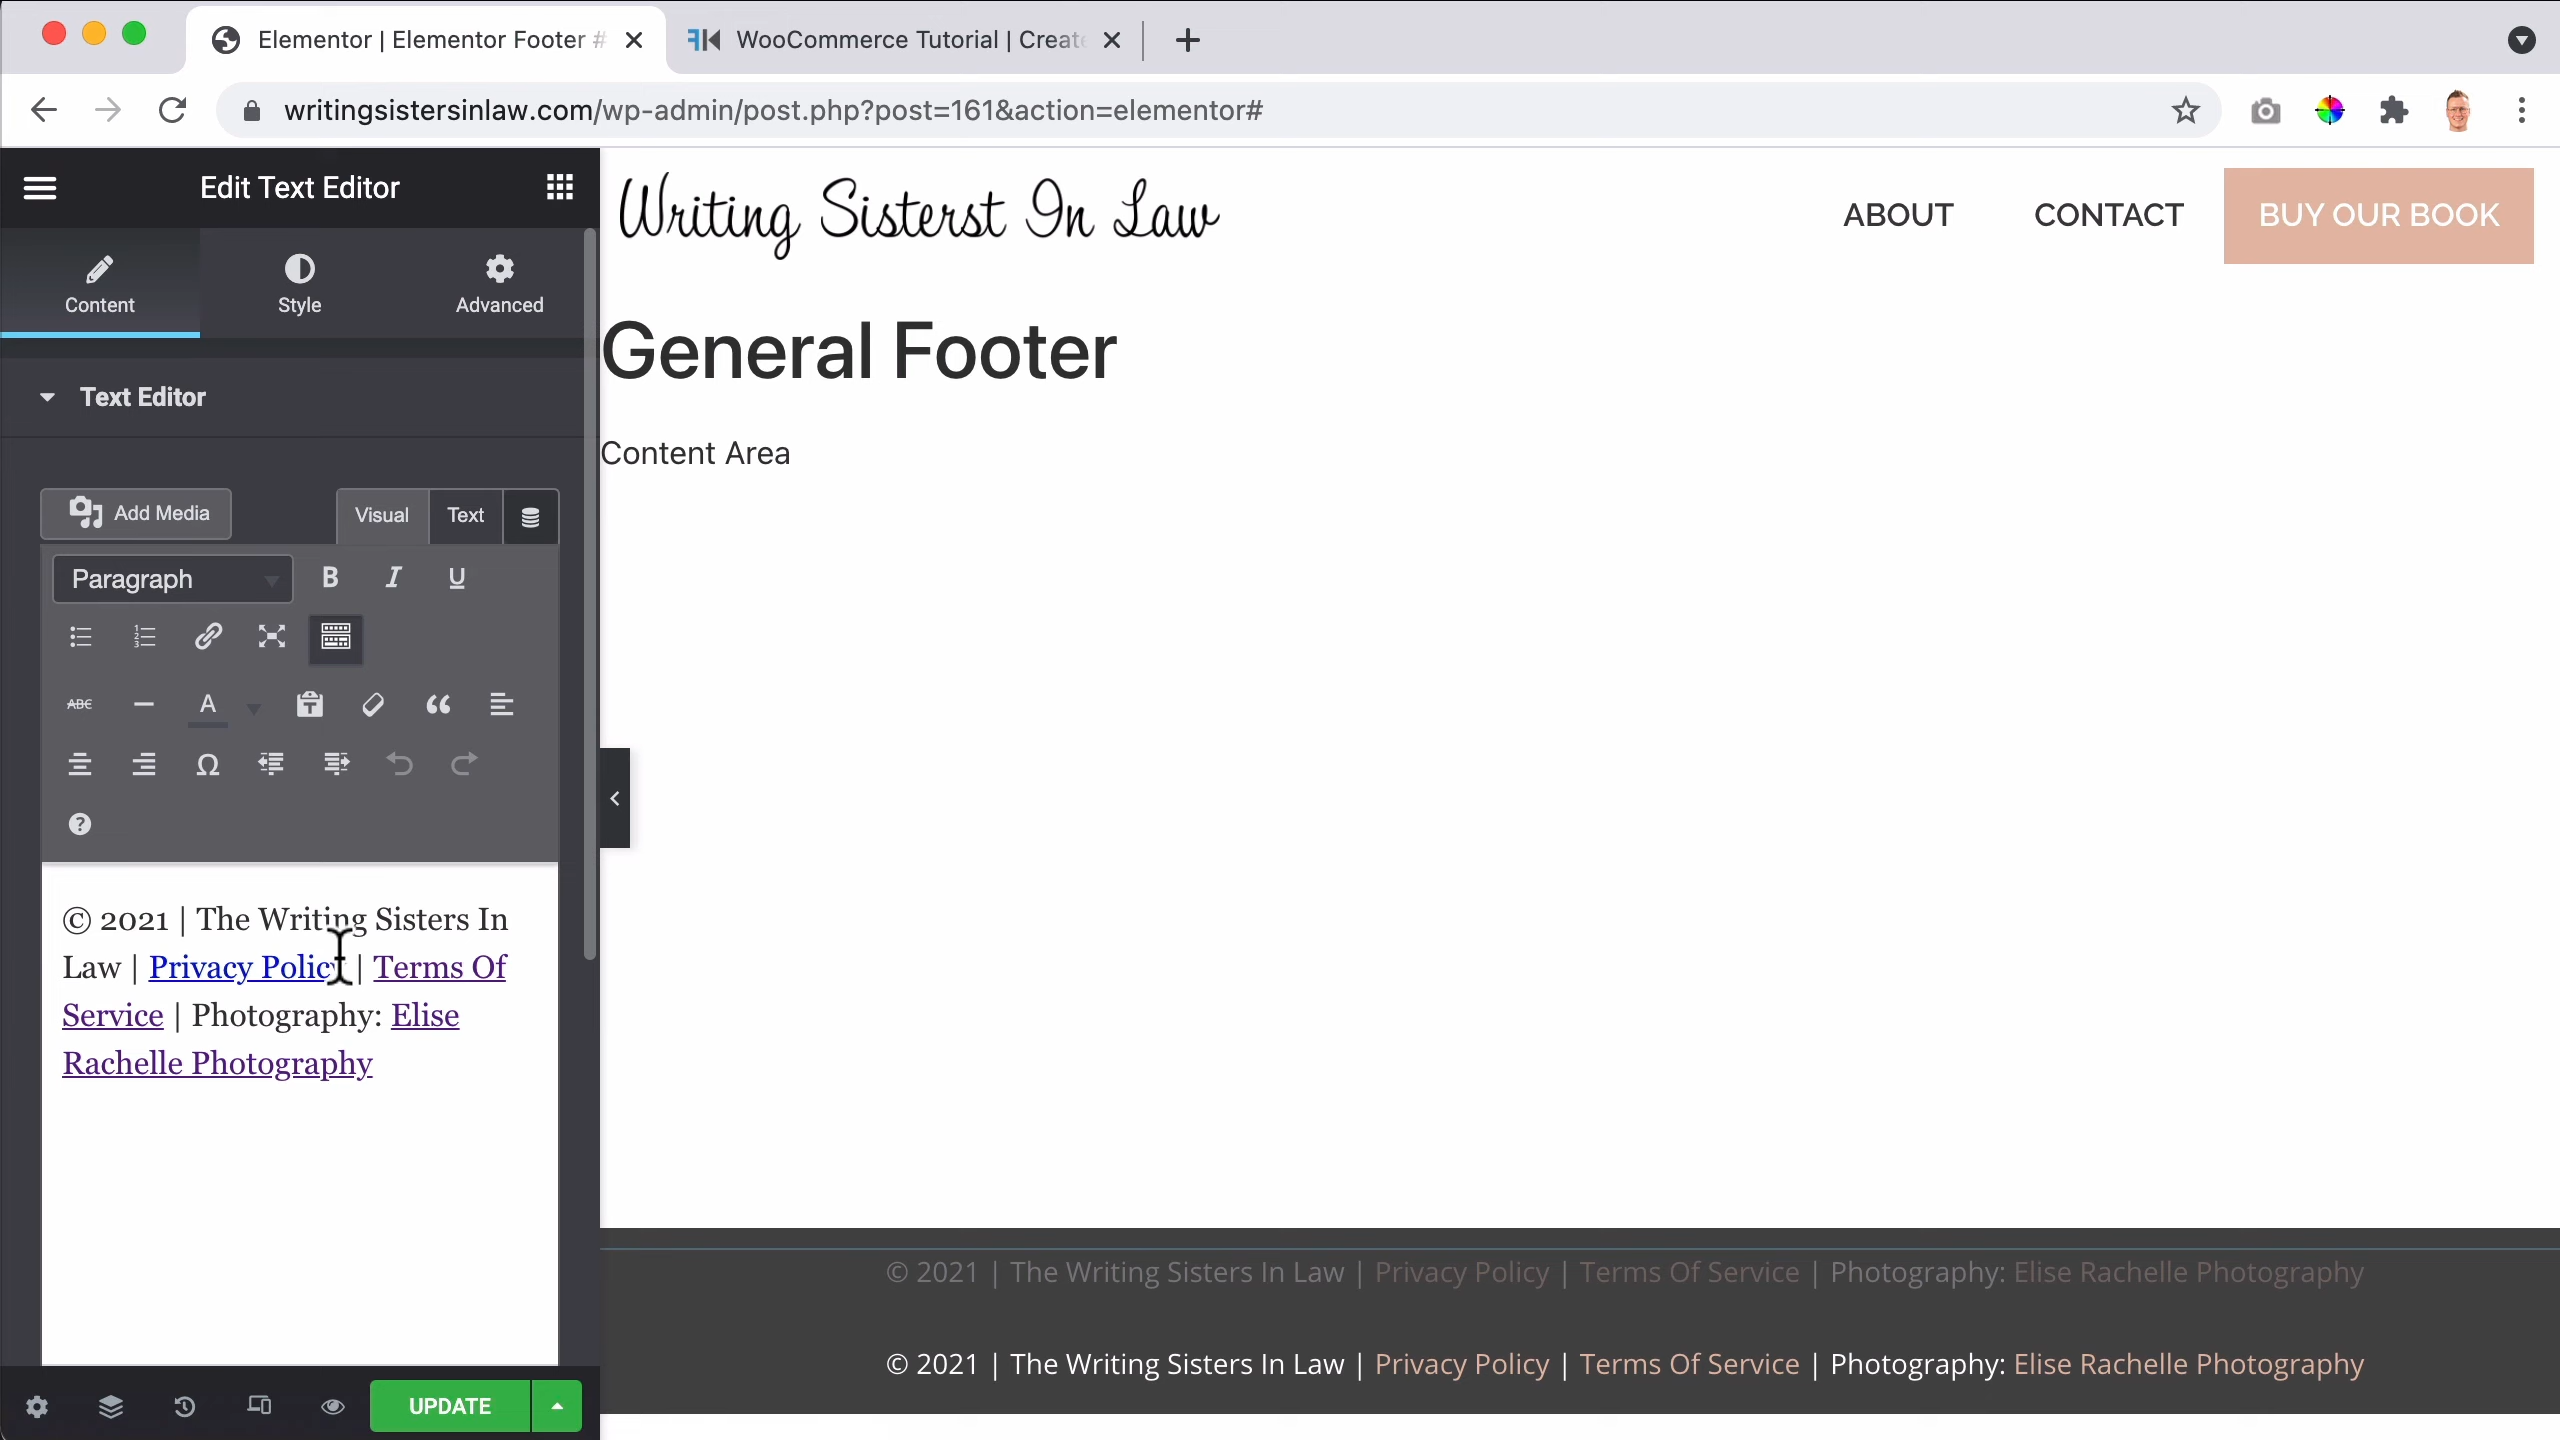 Elementor | Elementor Footer #
WooCommerce Tutorial | Create
writingsistersinlaw.com/wp-admin/post.php?post=161&action=elementor#
Edit Text Editor
Content
Style
Advanced
Text Editor
Add Media
Visual
Text
Paragraph
B
I
U
ABC
A
Ω
© 2021 | The Writing Sisters In
Law | Privacy Policy | Terms Of
Service | Photography: Elise
Rachelle Photography
UPDATE
Writing Sisterst In Law
ABOUT
CONTACT
BUY OUR BOOK
General Footer
Content Area
© 2021 | The Writing Sisters In Law | Privacy Policy | Terms Of Service | Photography: Elise Rachelle Photography
© 2021 | The Writing Sisters In Law | Privacy Policy | Terms Of Service | Photography: Elise Rachelle Photography